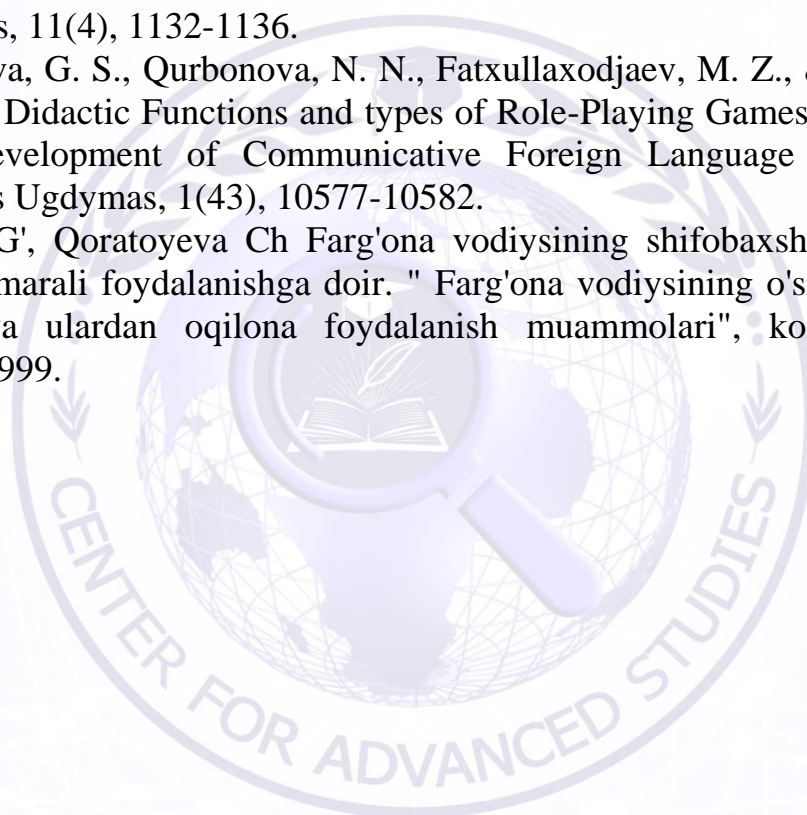 s, 11(4), 1132-1136.
va, G. S., Qurbonova, N. N., Fatxullaxodjaev, M. Z.,
Didactic Functions and types of Role-Playing Games
evelopment of Communicative Foreign Language
s Ugdymas, 1(43), 10577-10582.
G', Qoratoyeva Ch Farg'ona vodiysining shifobaxsh
marali foydalanishga doir. " Farg'ona vodiysining o's
va ulardan oqilona foydalanish muammolari", ko
999.
CENTER FOR ADVANCED STUDIES